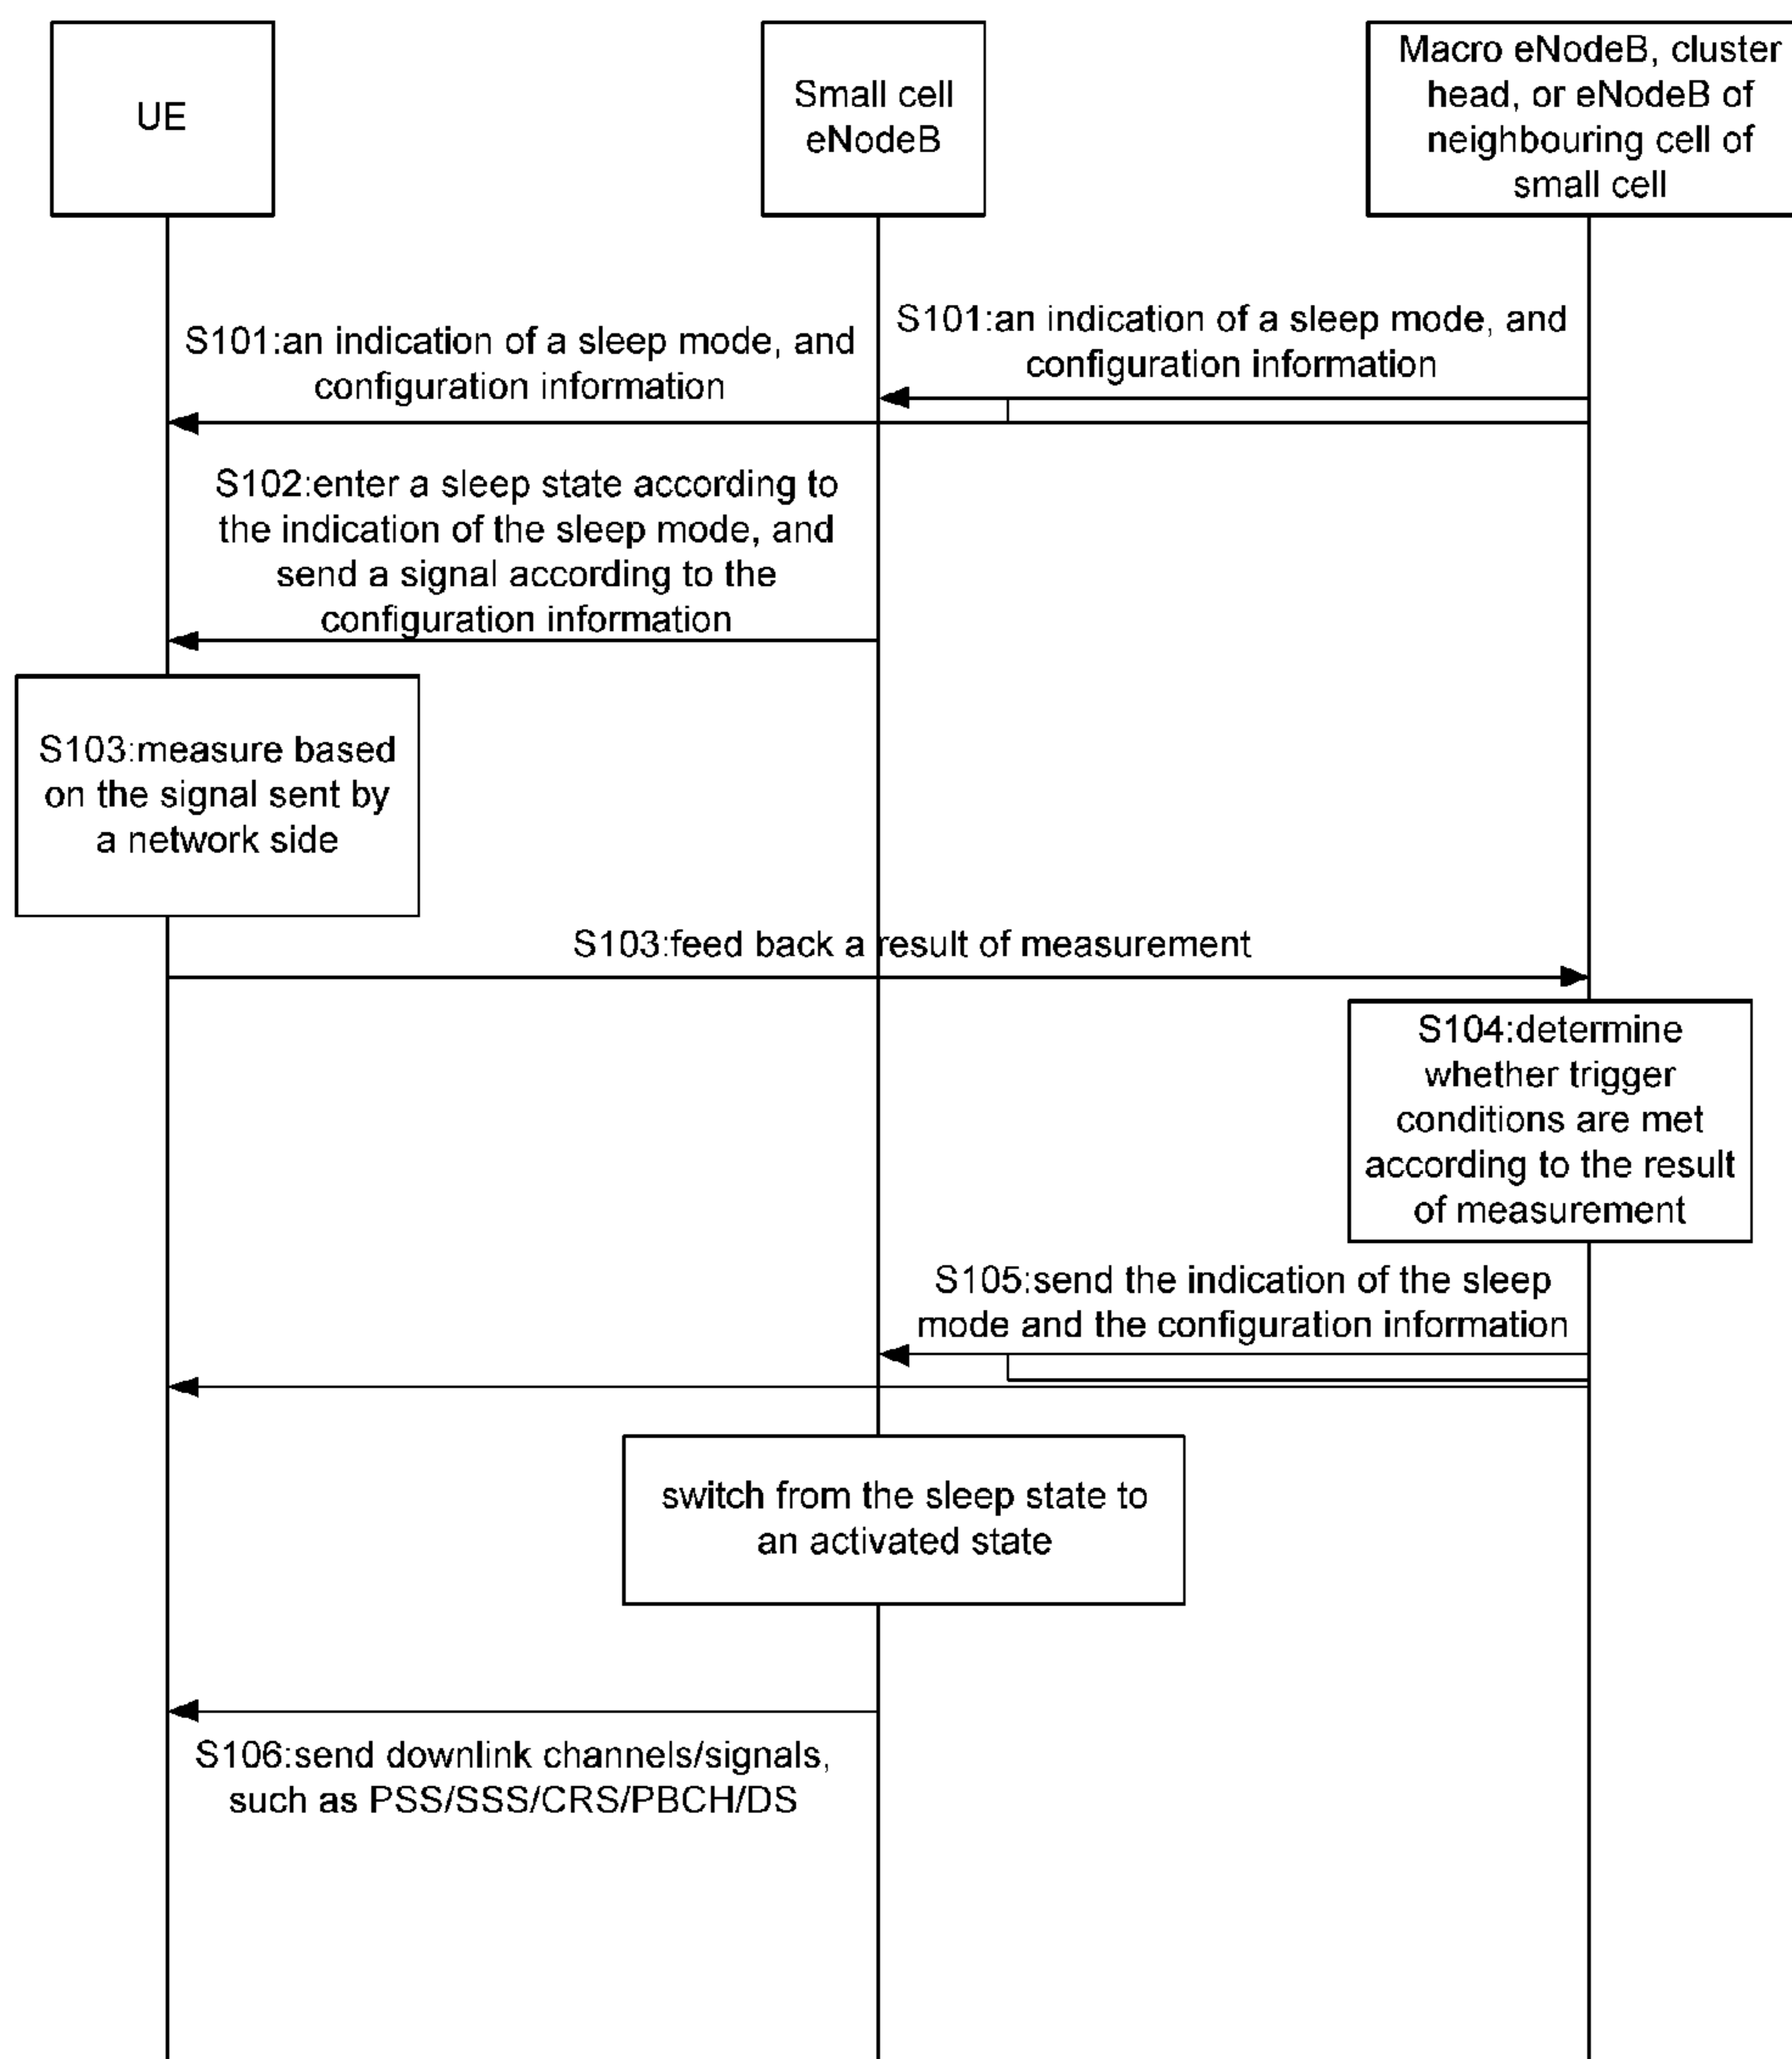 UE
Small cell
eNodeB
Macro eNodeB, cluster
head, or eNodeB of
neighbouring cell of
small cell
S101:an indication of a sleep mode, and
configuration information
S101:an indication of a sleep mode, and
configuration information
S102:enter a sleep state according to
the indication of the sleep mode, and
send a signal according to the
configuration information
S103:measure based
on the signal sent by
a network side
S103:feed back a result of measurement
S104:determine
whether trigger
conditions are met
according to the result
of measurement
S105:send the indication of the sleep
mode and the configuration information
switch from the sleep state to
an activated state
S106:send downlink channels/signals,
such as PSS/SSS/CRS/PBCH/DS